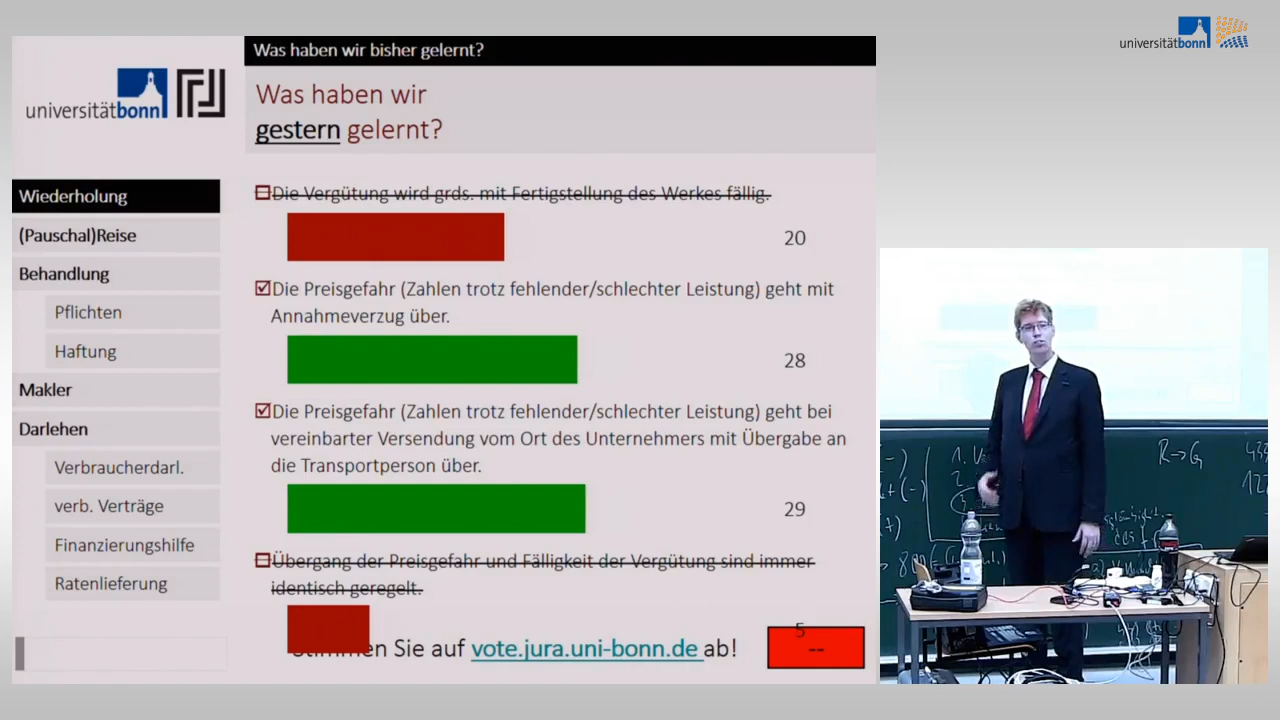 universitätbonn
Was haben wir bisher gelernt?
universitätbonn
Was haben wir
gestern gelernt?
Wiederholung
(Pauschal)Reise
Behandlung
Pflichten
Haftung
Makler
Darlehen
Verbraucherdarl.
verb. Verträge
Finanzierungshilfe
Ratenlieferung
Die Vergütung wird grds. mit Fertigstellung des Werkes fällig.
20
Die Preisgefahr (Zahlen trotz fehlender/schlechter Leistung) geht mit
Annahmeverzug über.
28
Die Preisgefahr (Zahlen trotz fehlender/schlechter Leistung) geht bei
vereinbarter Versendung vom Ort des Unternehmers mit Übergabe an
die Transportperson über.
29
Übergang der Preisgefahr und Fälligkeit der Vergütung sind immer
identisch geregelt.
5
Stimmen Sie auf vote.jura.uni-bonn.de ab!
--
R→G